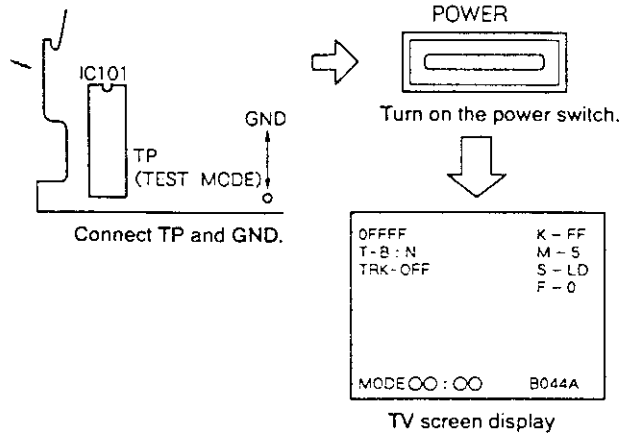 IC101
GND
TP
(TEST MODE)
Connect TP and GND.
POWER
Turn on the power switch.
0FFFF K - FF
T-B : N M - 5
TRK-OFF S - LD
F - 0
MODE○○ : ○○ B044A
TV screen display